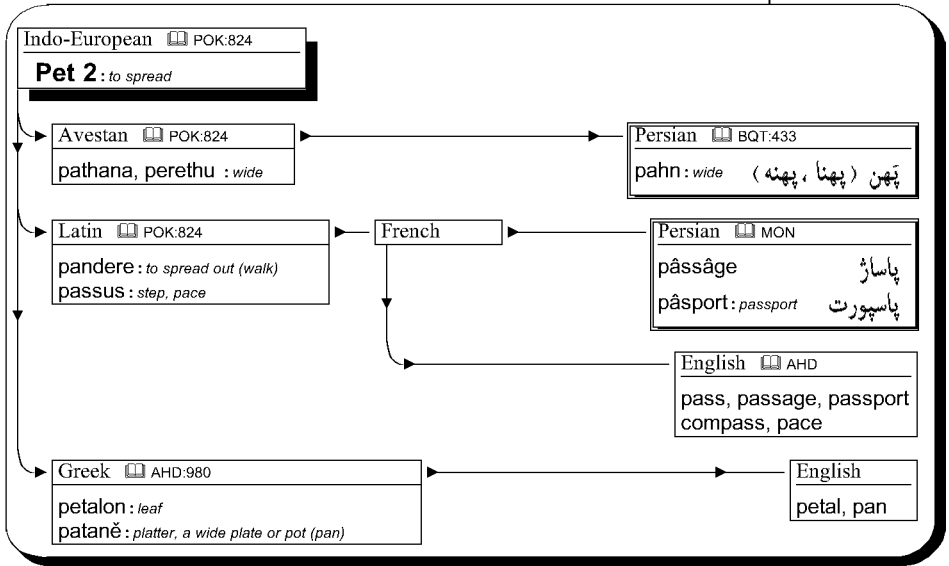 Indo-European POK:824
Pet 2 : to spread
Avestan POK:824
pathana, perethu : wide
Persian BQT:433
pahn : wide پَهن ( پهنا ، پهنه )
Latin POK:824
pandere : to spread out (walk)
passus : step, pace
French
Persian MON
pâssâge پاساژ
pâsport : passport پاسپورت
English AHD
pass, passage, passport
compass, pace
Greek AHD:980
petalon : leaf
pataně : platter, a wide plate or pot (pan)
English
petal, pan